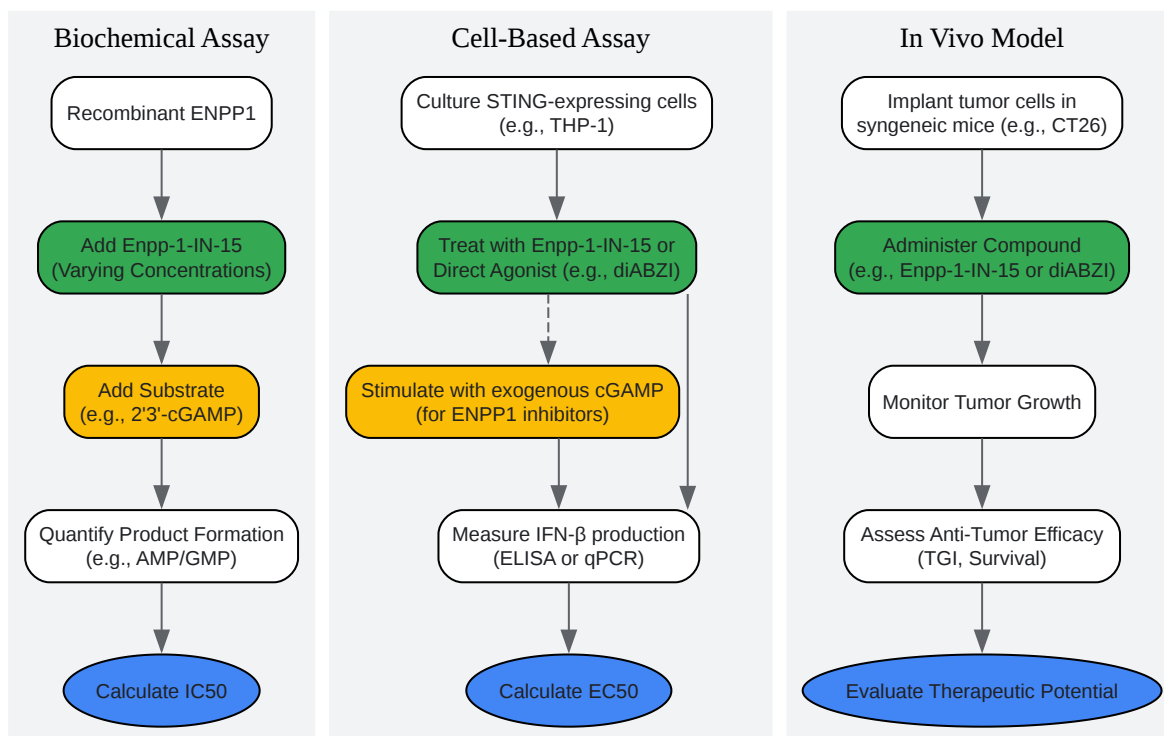 Biochemical Assay
Recombinant ENPP1
Add Enpp-1-IN-15
(Varying Concentrations)
Add Substrate
(e.g., 2'3'-cGAMP)
Quantify Product Formation
(e.g., AMP/GMP)
Calculate IC50
Cell-Based Assay
Culture STING-expressing cells
(e.g., THP-1)
Treat with Enpp-1-IN-15 or
Direct Agonist (e.g., diABZI)
Stimulate with exogenous cGAMP
(for ENPP1 inhibitors)
Measure IFN-β production
(ELISA or qPCR)
Calculate EC50
In Vivo Model
Implant tumor cells in
syngeneic mice (e.g., CT26)
Administer Compound
(e.g., Enpp-1-IN-15 or diABZI)
Monitor Tumor Growth
Assess Anti-Tumor Efficacy
(TGI, Survival)
Evaluate Therapeutic Potential